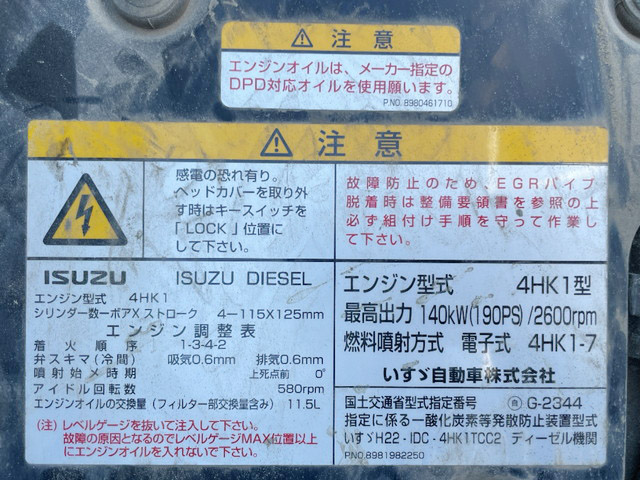 ⚠ 注意
エンジンオイルは、メーカー指定の
DPD対応オイルを使用願います。
P.NO. 8980461710
⚠ 注意
感電の恐れ有り。
ヘッドカバーを取り外
す時はキースイッチを
「LOCK」位置に
して下さい。
故障防止のため、EGRパイプ
脱着時は整備要領書を参照の上
必ず組付け手順を守って作業し
て下さい。
ISUZU ISUZU DIESEL
エンジン型式 4HK1
シリンダ数ーボアX ストローク 4－115X125mm
エンジン調整表
着火順序 1-3-4-2
弁スキマ(冷間) 吸気0.6mm 排気0.6mm
噴射始メ時期 上死点前 0°
アイドル回転数 580rpm
エンジンオイルの交換量 (フィルター部交換量含み) 11.5L
(注) レベルゲージを抜いて注入して下さい。
故障の原因となるのでレベルゲージMAX位置以上
にエンジンオイルを入れないで下さい。
エンジン型式 4HK1型
最高出力 140kW(190PS)/2600rpm
燃料噴射方式 電子式 4HK1-7
いすゞ自動車株式会社
国土交通省型式指定番号 ㊂ G-2344
指定に係る一酸化炭素等発散防止装置型式
いすゞH22-IDC-4HK1TCC2 ディーゼル機関
P.NO.8981982250